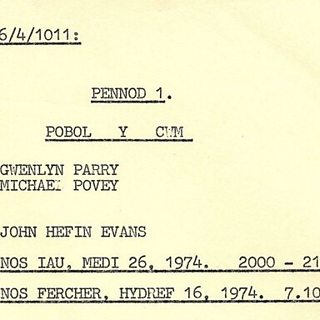 6/4/1011:
PENNOD 1.
POBOL Y CWM
GWENLYN PARRY
MICHAEL POVEY
JOHN HEFIN EVANS
NOS IAU, MEDI 26, 1974. 2000 - 21
NOS FERCHER, HYDREF 16, 1974. 7.10